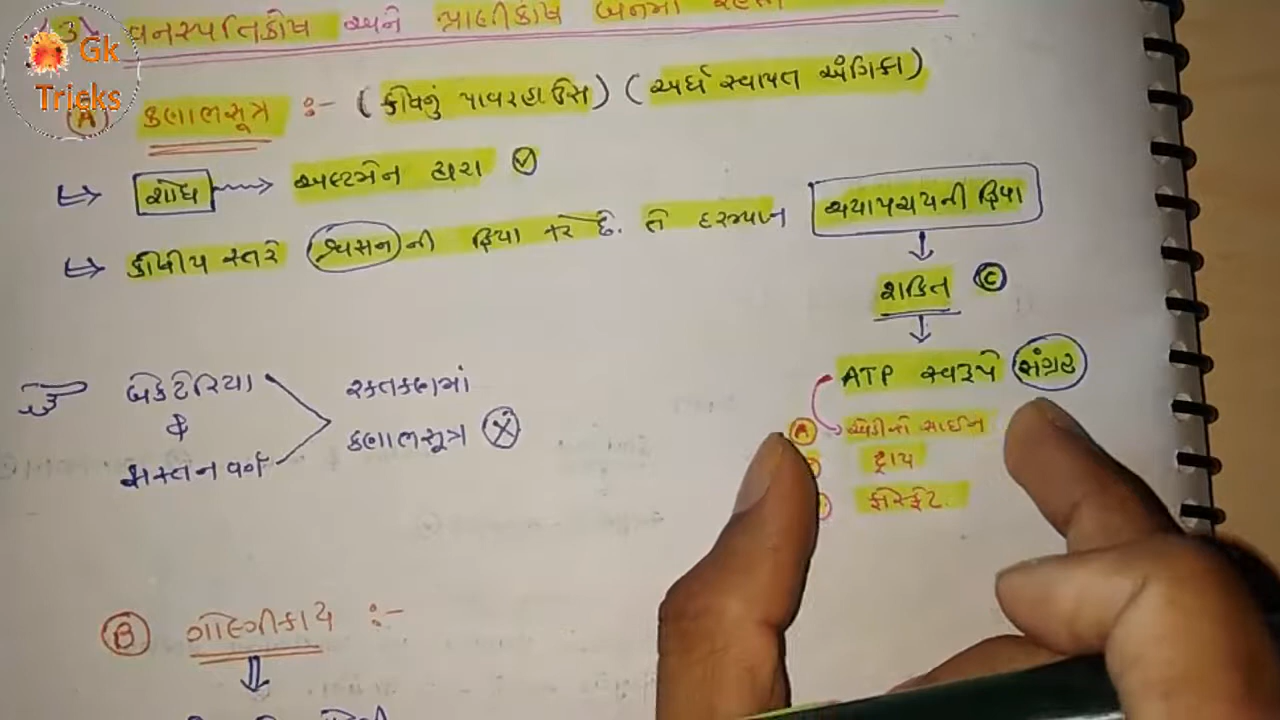 3) વનસ્પતિકોષ અને પ્રાણીકોષ બંનેમાં
Gk Tricks
(A) કણાભસૂત્ર :- (કોષનું પાવરહાઉસ) (અર્ધ સ્વાયત અંગિકા)
શોધ → અલ્ટમેન દ્વારા
કોષીય સ્તરે શ્વસનની ક્રિયા કરે છે. તે દરમ્યાન ચયાપચયની ક્રિયા
↓
શક્તિ C
↓
ATP સ્વરૂપે સંગ્રહ
A એડીનો સાઈન
ટ્રાય
ફોસ્ફેટ
બેક્ટેરિયા & સસ્તન વર્ગ
રક્તકણમાં
કણાભસૂત્ર X
(B) ગોલ્ગીકાય :-